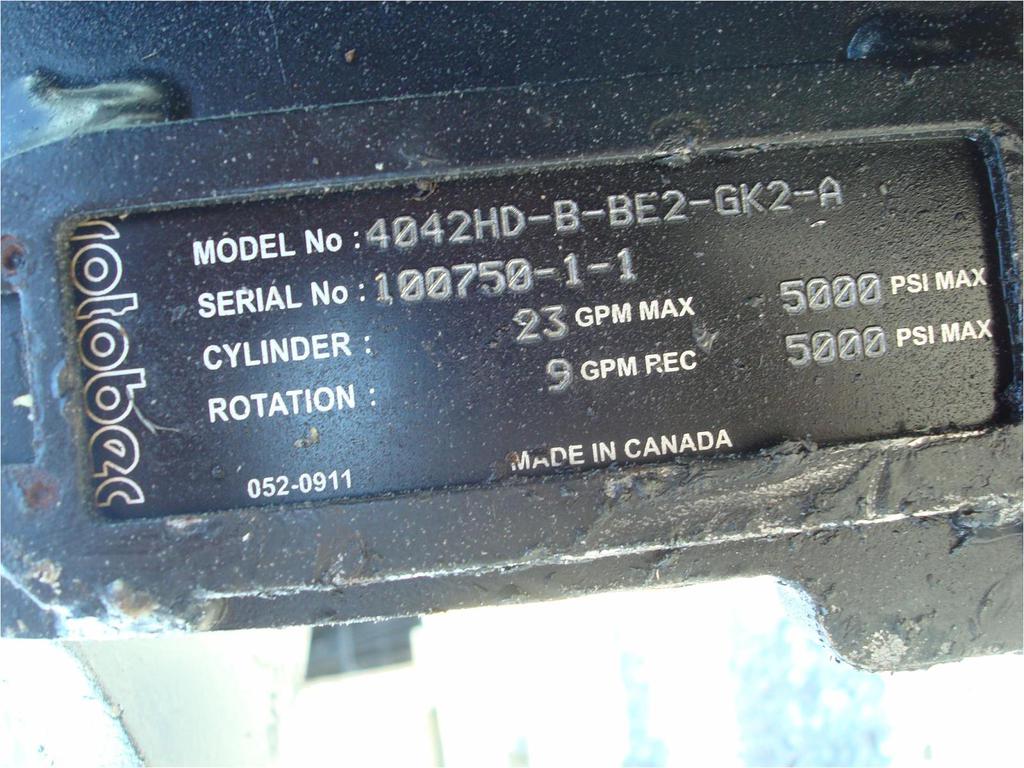 rotobec
MODEL No : 4042HD-B-BE2-GK2-A
SERIAL No : 100750-1-1
CYLINDER : 23 GPM MAX 5000 PSI MAX
ROTATION : 9 GPM REC 5000 PSI MAX
052-0911 MADE IN CANADA